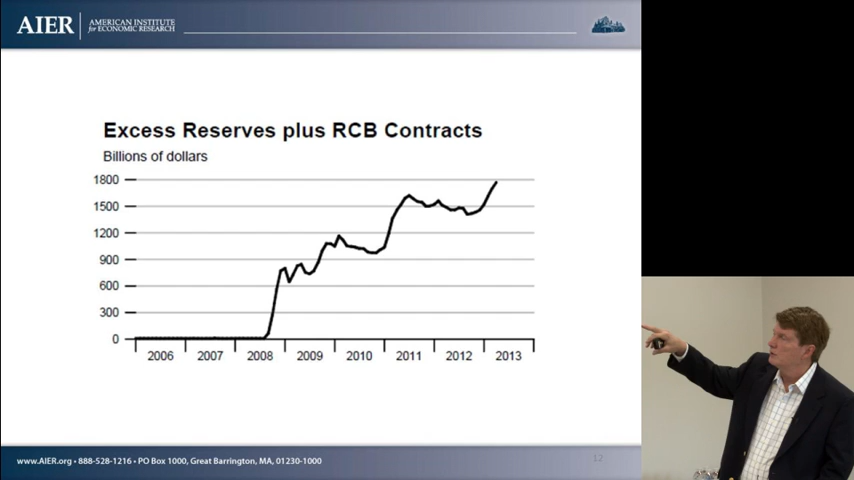 AIER
AMERICAN INSTITUTE
for ECONOMIC RESEARCH
Excess Reserves plus RCB Contracts
Billions of dollars
1800
1500
1200
900
600
300
0
2006 2007 2008 2009 2010 2011 2012 2013
www.AIER.org • 888-528-1216 • PO Box 1000, Great Barrington, MA, 01230-1000
12